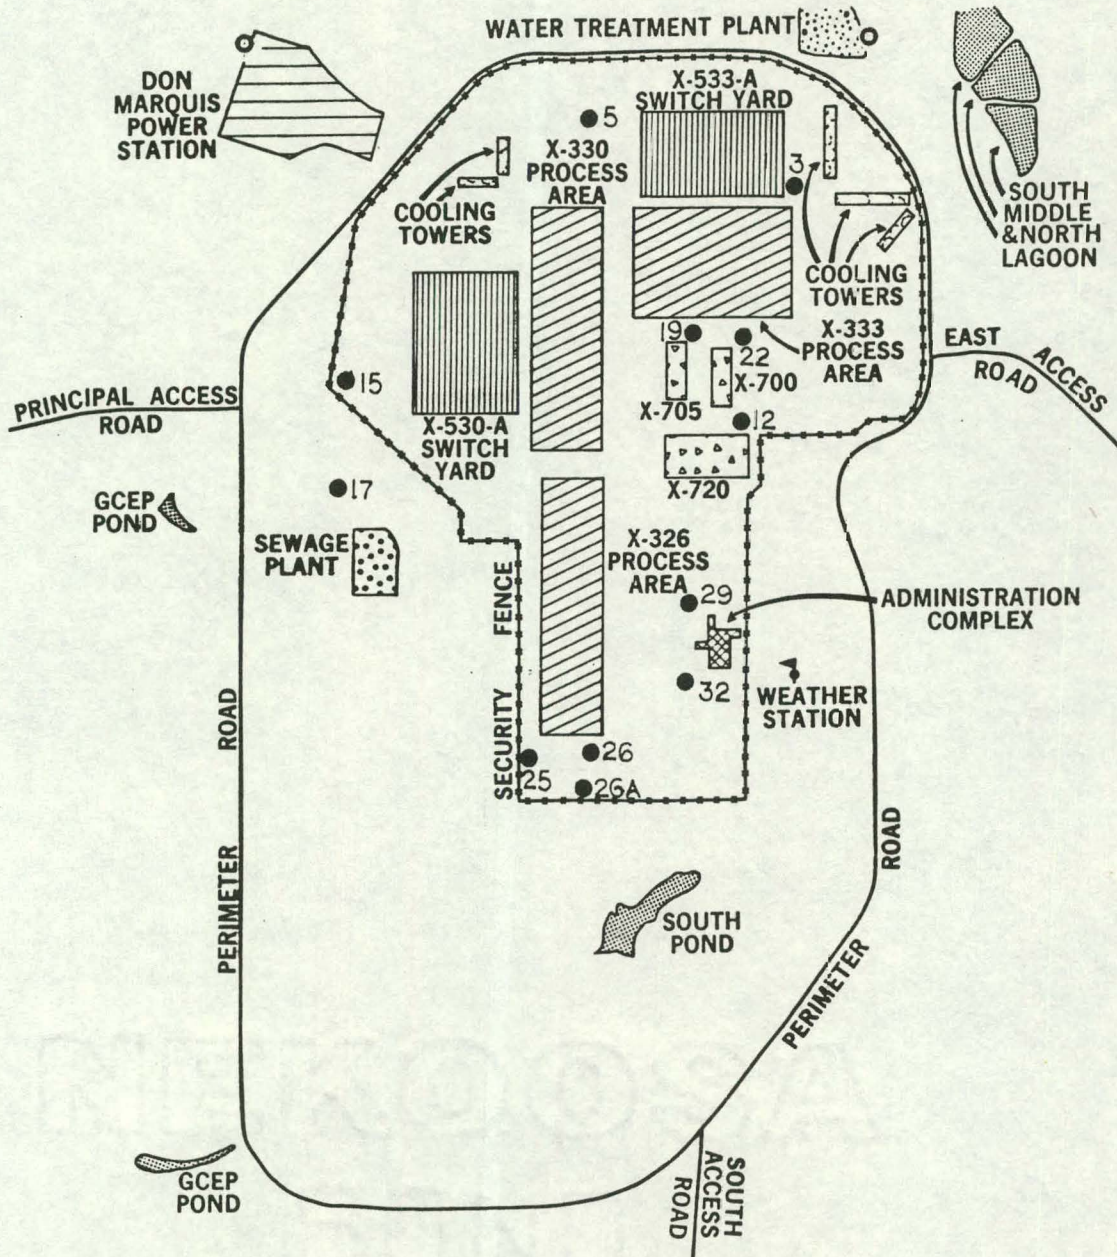 WATER TREATMENT PLANT
DON
MARQUIS
POWER
STATION
X-533-A
SWITCH YARD
5
X-330
PROCESS
AREA
3
COOLING
TOWERS
SOUTH
MIDDLE
&NORTH
LAGOON
COOLING
TOWERS
19
22
X-333
PROCESS
AREA
EAST ACCESS
ROAD
15
X-700
X-705
PRINCIPAL ACCESS
ROAD
X-530-A
SWITCH
YARD
12
X-720
17
GCEP
POND
SEWAGE
PLANT
X-326
PROCESS
AREA
SECURITY FENCE
29
ADMINISTRATION
COMPLEX
32
WEATHER
STATION
26
25
26A
PERIMETER ROAD
SOUTH
POND
PERIMETER ROAD
GCEP
POND
SOUTH
ACCESS
ROAD